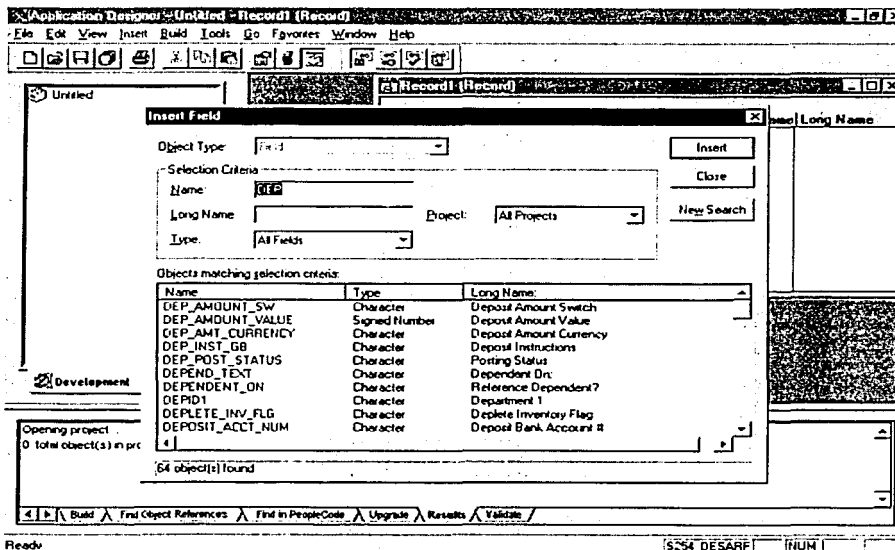 Application Designer - Untitled - Record1 (Record)
File Edit View Insert Build Tools Go Favorites Window Help
Untitled
Record1 (Record)
Long Name
Insert Field
Object Type: Field
Insert
Selection Criteria
Close
Name: DEP
Long Name
Project: All Projects
New Search
Type: All Fields
Objects matching selection criteria:
Name Type Long Name:
DEP_AMOUNT_SW Character Deposit Amount Switch
DEP_AMOUNT_VALUE Signed Number Deposit Amount Value
DEP_AMT_CURRENCY Character Deposit Amount Currency
DEP_INST_GB Character Deposit Instructions
DEP_POST_STATUS Character Posting Status
DEPEND_TEXT Character Dependent On:
DEPENDENT_ON Character Reference Dependent?
DEPID1 Character Department 1
DEPLETE_INV_FLG Character Deplete Inventory Flag
DEPOSIT_ACCT_NUM Character Deposit Bank Account #
64 object(s) found
Development
Opening project
0 total object(s) in
Build Find Object References Find in PeopleCode Upgrade Results Validate
Ready
NUM